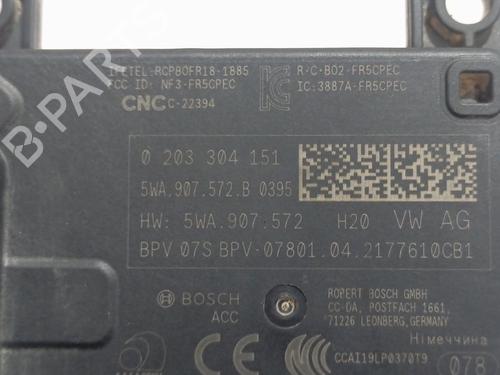 IFETEL: RCPBOFR18-1885
FCC ID: NF3-FR5CPEC
CNC C-22394
R-C-BO2-FR5CPEC
IC:3887A-FR5CPEC
0 203 304 151
5WA.907.572.B 0395
HW: 5WA.907.572 H20 VW AG
BPV 07S BPV-07801.04.2177610CB1
BOSCH
ACC
ROBERT BOSCH GMBH
CC-DA, POSTFACH 1661,
71226 LEONBERG, GERMANY
Німеччина
CCAI19LP0370T9
078